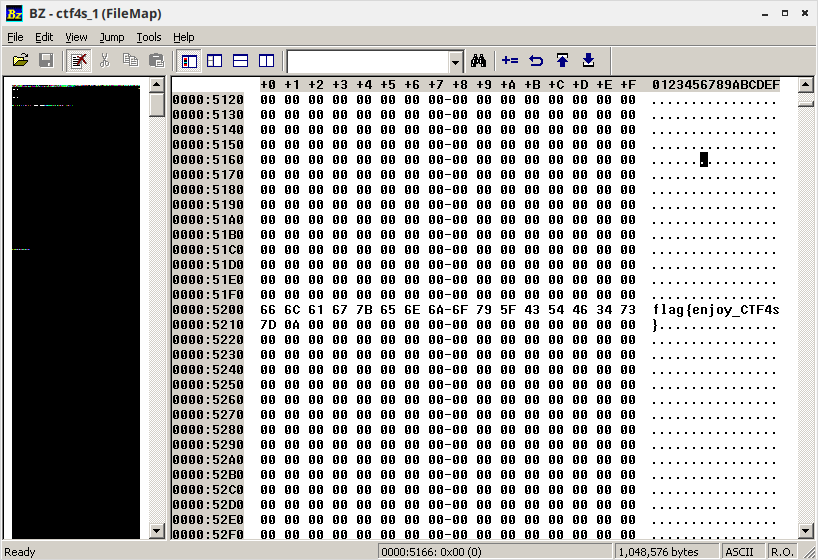 BZ - ctf4s_1 (FileMap)
File Edit View Jump Tools Help
+0 +1 +2 +3 +4 +5 +6 +7 -+8 +9 +A +B +C +D +E +F 0123456789ABCDEF
0000:5120 00 00 00 00 00 00 00 00-00 00 00 00 00 00 00 00 ................
0000:5130 00 00 00 00 00 00 00 00-00 00 00 00 00 00 00 00 ................
0000:5140 00 00 00 00 00 00 00 00-00 00 00 00 00 00 00 00 ................
0000:5150 00 00 00 00 00 00 00 00-00 00 00 00 00 00 00 00 ................
0000:5160 00 00 00 00 00 00 00 00-00 00 00 00 00 00 00 00 ................
0000:5170 00 00 00 00 00 00 00 00-00 00 00 00 00 00 00 00 ................
0000:5180 00 00 00 00 00 00 00 00-00 00 00 00 00 00 00 00 ................
0000:5190 00 00 00 00 00 00 00 00-00 00 00 00 00 00 00 00 ................
0000:51A0 00 00 00 00 00 00 00 00-00 00 00 00 00 00 00 00 ................
0000:51B0 00 00 00 00 00 00 00 00-00 00 00 00 00 00 00 00 ................
0000:51C0 00 00 00 00 00 00 00 00-00 00 00 00 00 00 00 00 ................
0000:51D0 00 00 00 00 00 00 00 00-00 00 00 00 00 00 00 00 ................
0000:51E0 00 00 00 00 00 00 00 00-00 00 00 00 00 00 00 00 ................
0000:51F0 00 00 00 00 00 00 00 00-00 00 00 00 00 00 00 00 ................
0000:5200 66 6C 61 67 7B 65 6E 6A-6F 79 5F 43 54 46 34 73 flag{enjoy_CTF4s
0000:5210 7D 0A 00 00 00 00 00 00-00 00 00 00 00 00 00 00 }...............
0000:5220 00 00 00 00 00 00 00 00-00 00 00 00 00 00 00 00 ................
0000:5230 00 00 00 00 00 00 00 00-00 00 00 00 00 00 00 00 ................
0000:5240 00 00 00 00 00 00 00 00-00 00 00 00 00 00 00 00 ................
0000:5250 00 00 00 00 00 00 00 00-00 00 00 00 00 00 00 00 ................
0000:5260 00 00 00 00 00 00 00 00-00 00 00 00 00 00 00 00 ................
0000:5270 00 00 00 00 00 00 00 00-00 00 00 00 00 00 00 00 ................
0000:5280 00 00 00 00 00 00 00 00-00 00 00 00 00 00 00 00 ................
0000:5290 00 00 00 00 00 00 00 00-00 00 00 00 00 00 00 00 ................
0000:52A0 00 00 00 00 00 00 00 00-00 00 00 00 00 00 00 00 ................
0000:52B0 00 00 00 00 00 00 00 00-00 00 00 00 00 00 00 00 ................
0000:52C0 00 00 00 00 00 00 00 00-00 00 00 00 00 00 00 00 ................
0000:52D0 00 00 00 00 00 00 00 00-00 00 00 00 00 00 00 00 ................
0000:52E0 00 00 00 00 00 00 00 00-00 00 00 00 00 00 00 00 ................
0000:52F0 00 00 00 00 00 00 00 00-00 00 00 00 00 00 00 00 ................
Ready 0000:5166: 0x00 (0) 1,048,576 bytes ASCII R.O.